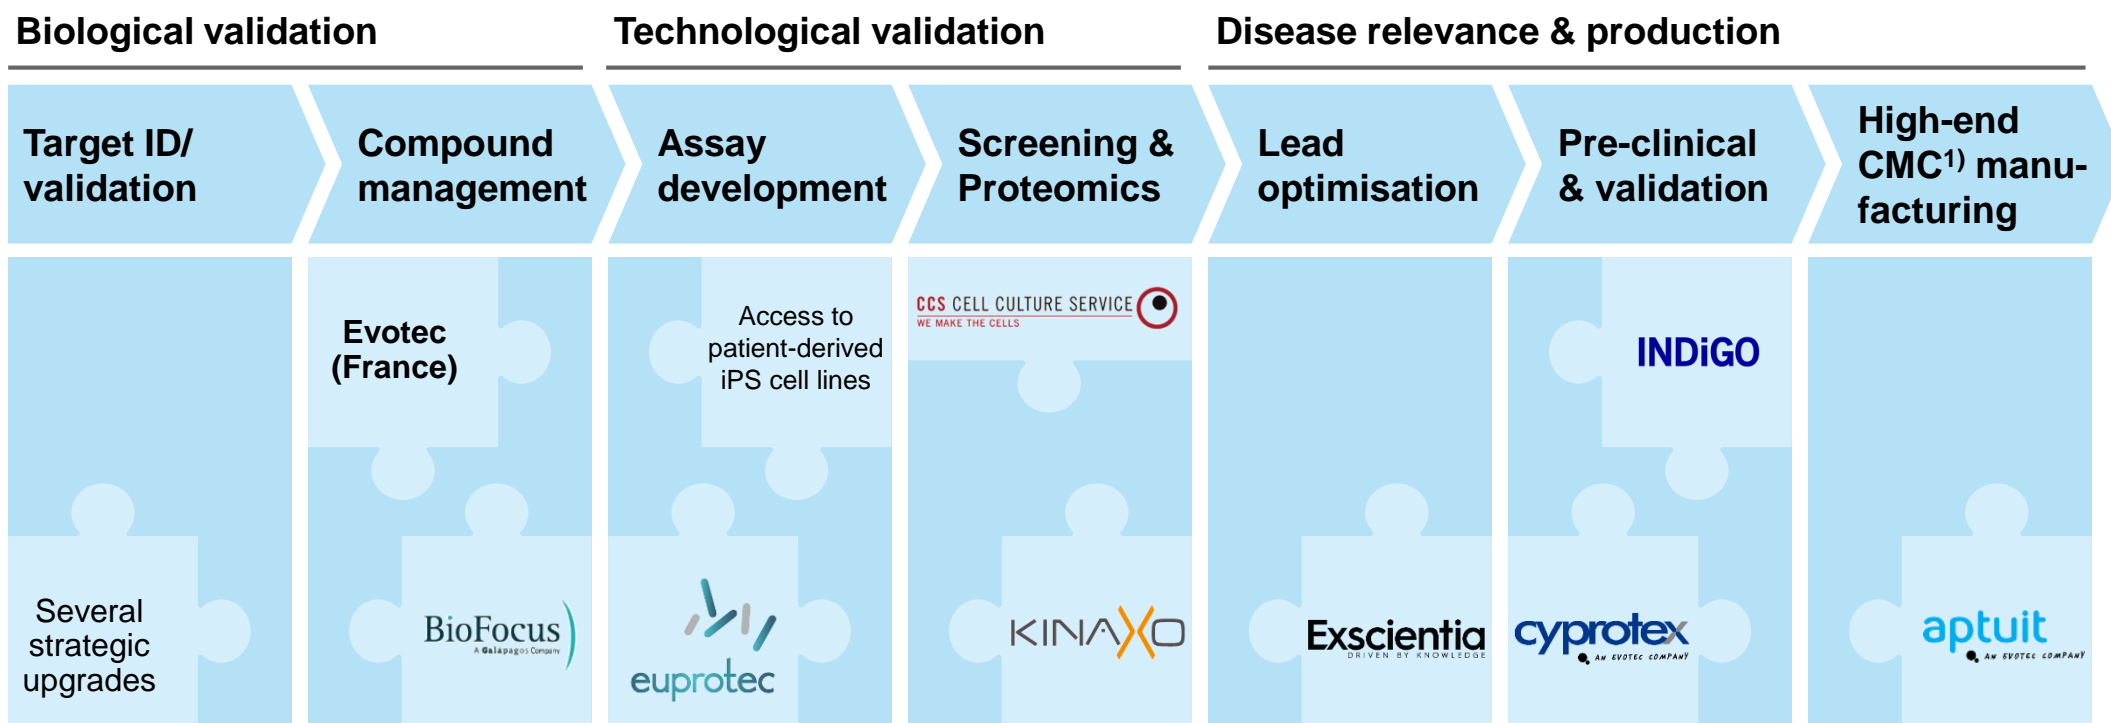 Biological validation
Technological validation
Disease relevance & production
Target ID/
validation
Compound
management
Assay
development
Screening &
Proteomics
Lead
optimisation
Pre-clinical
& validation
High-end
CMC1) manu-
facturing
Several
strategic
upgrades
Evotec
(France)
BioFocus
A Galápagos Company
Access to
patient-derived
iPS cell lines
euprotec
CCS CELL CULTURE SERVICE
WE MAKE THE CELLS
KINAXO
Exscientia
DRIVEN BY KNOWLEDGE
INDiGO
cyprotex
AN EVOTEC COMPANY
aptuit
AN EVOTEC COMPANY